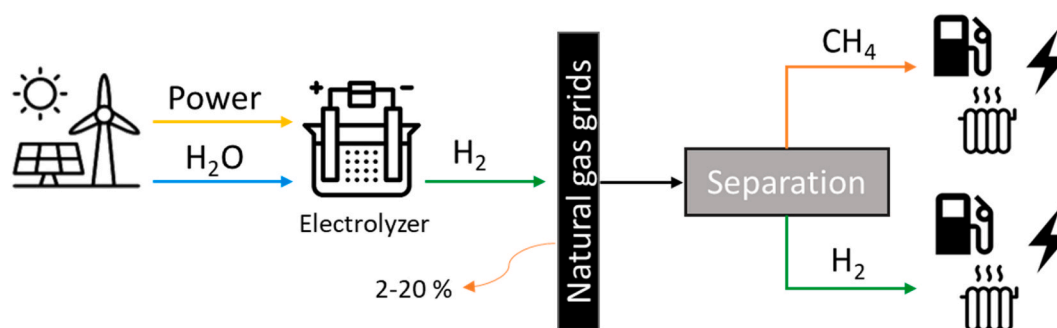 Power
H₂O
+ −
Electrolyzer
H₂
2-20 %
Natural gas grids
Separation
CH₄
H₂